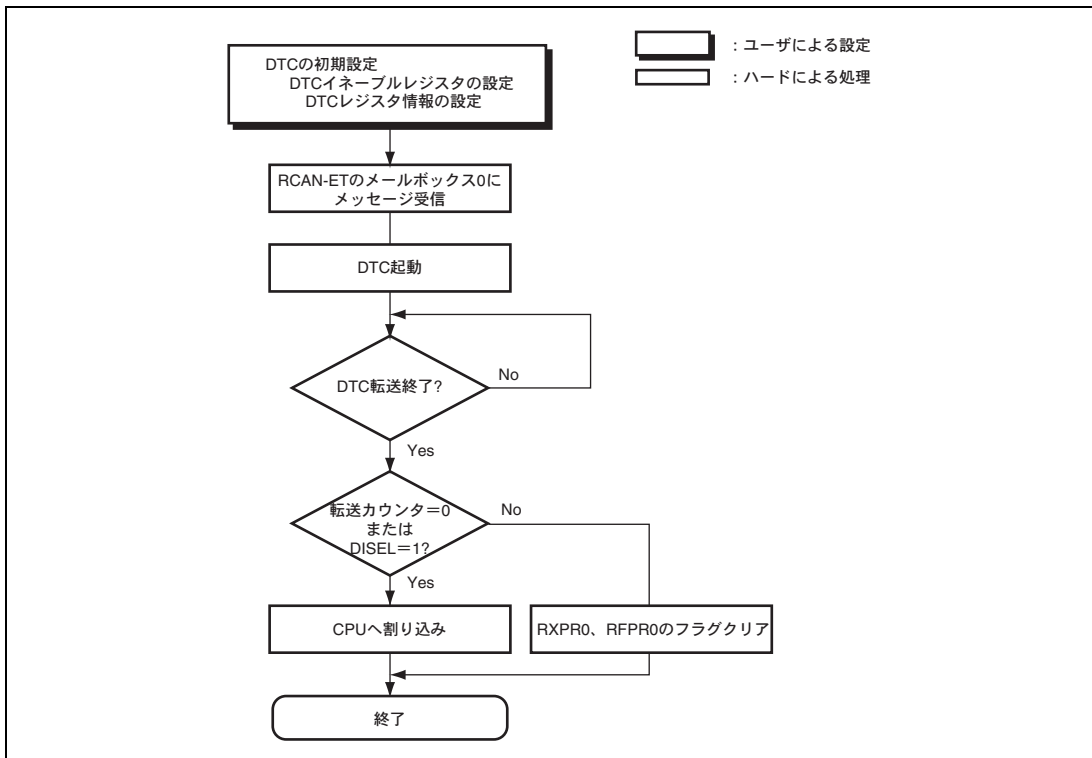 DTCの初期設定
DTCイネーブルレジスタの設定
DTCレジスタ情報の設定
：ユーザによる設定
：ハードによる処理
RCAN-ETのメールボックス0に
メッセージ受信
DTC起動
DTC転送終了?
No
Yes
転送カウンタ＝0
または
DISEL＝1?
No
Yes
CPUへ割り込み
RXPR0、RFPR0のフラグクリア
終了